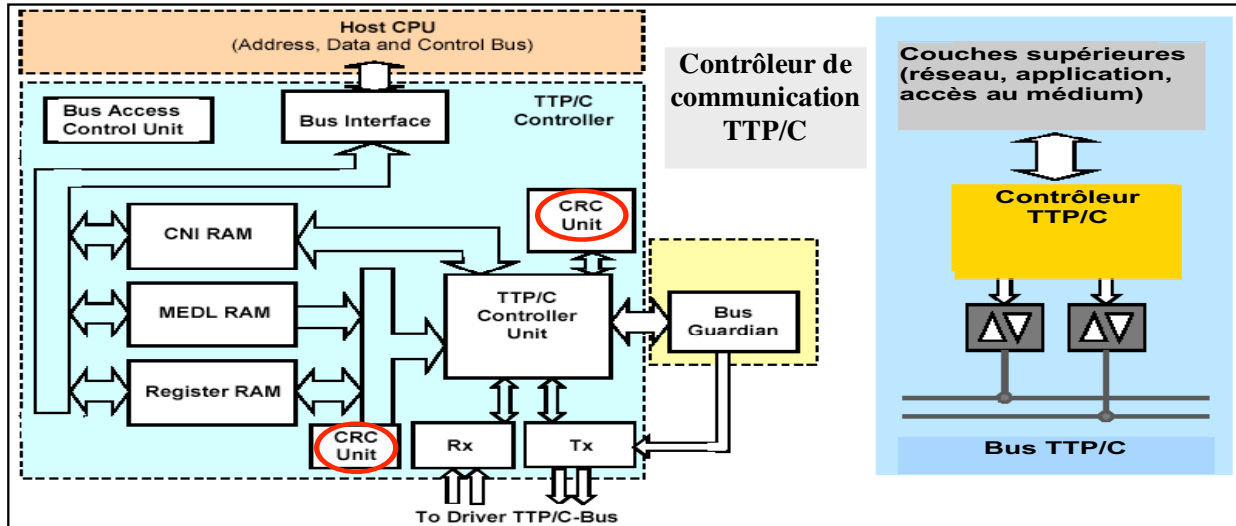 Host CPU
(Address, Data and Control Bus)
Bus Access
Control Unit
Bus Interface
TTP/C
Controller
CRC
Unit
CNI RAM
MEDL RAM
TTP/C
Controller
Unit
Bus
Guardian
Register RAM
CRC
Unit
Rx
Tx
To Driver TTP/C-Bus
Contrôleur de
communication
TTP/C
Couches supérieures
(réseau, application,
accès au médium)
Contrôleur
TTP/C
Bus TTP/C